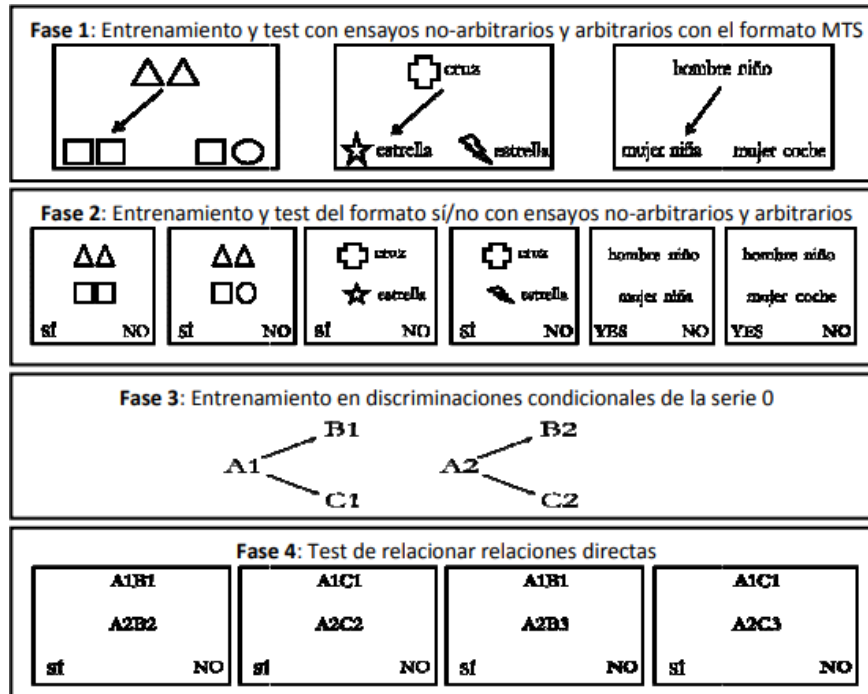 Fase 1: Entrenamiento y test con ensayos no-arbitrarios y arbitrarios con el formato MTS
cruz
estrella estrella
hombre niño
mujer niña mujer coche
Fase 2: Entrenamiento y test del formato sí/no con ensayos no-arbitrarios y arbitrarios
SÍ NO
SÍ NO
cruz
estrella
SÍ NO
cruz
estrella
SÍ NO
hombre niño
mujer niña
YES NO
hombre niño
mujer coche
YES NO
Fase 3: Entrenamiento en discriminaciones condicionales de la serie 0
B1 B2
A1 A2
C1 C2
Fase 4: Test de relacionar relaciones directas
A1B1
A2B2
SÍ NO
A1C1
A2C2
SÍ NO
A1B1
A2B3
SÍ NO
A1C1
A2C3
SÍ NO